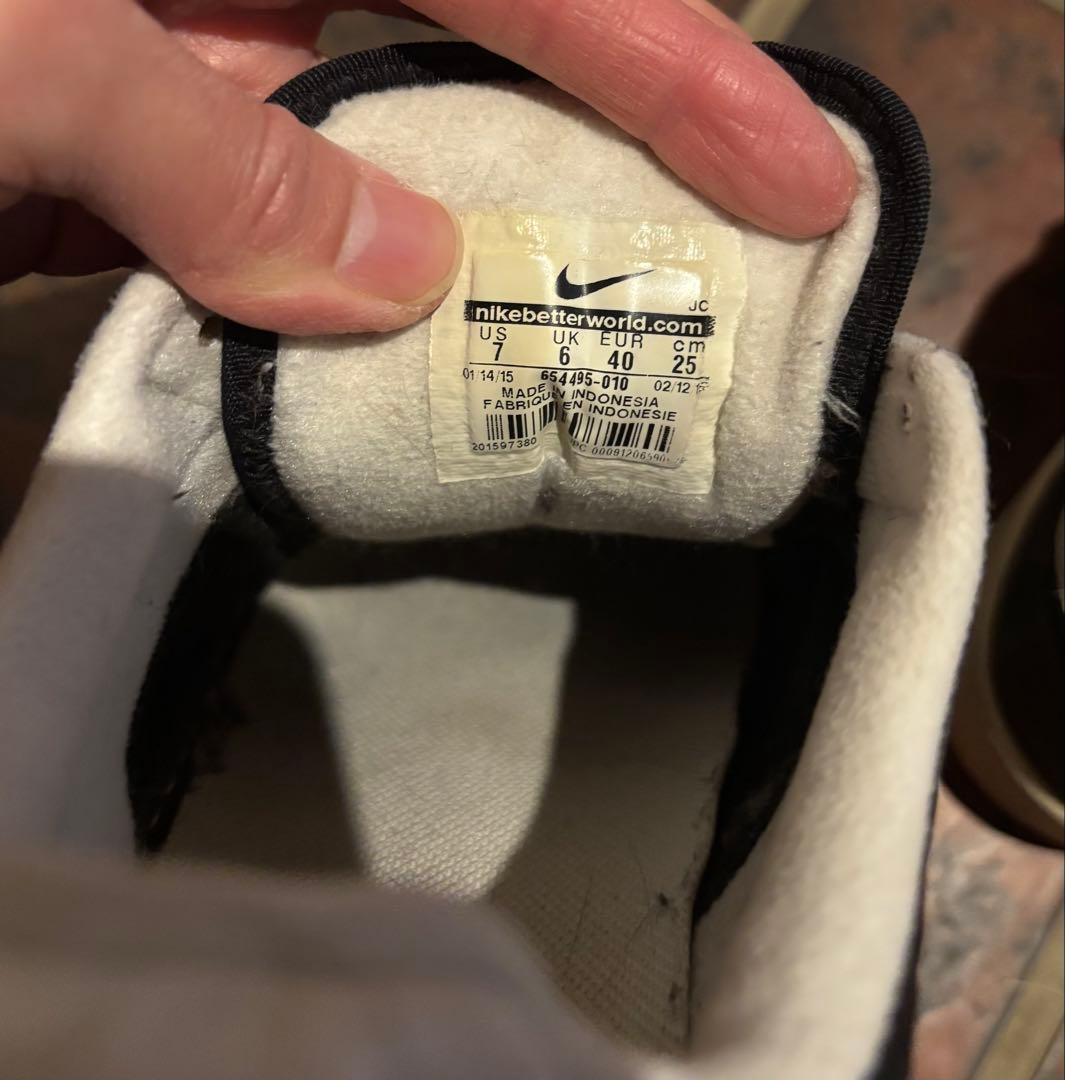 JC
nikebetterworld.com
US UK EUR cm
7 6 40 25
01/14/15 654495-010 02/12
MADE IN INDONESIA
FABRIQUÉ EN INDONESIE
201597380